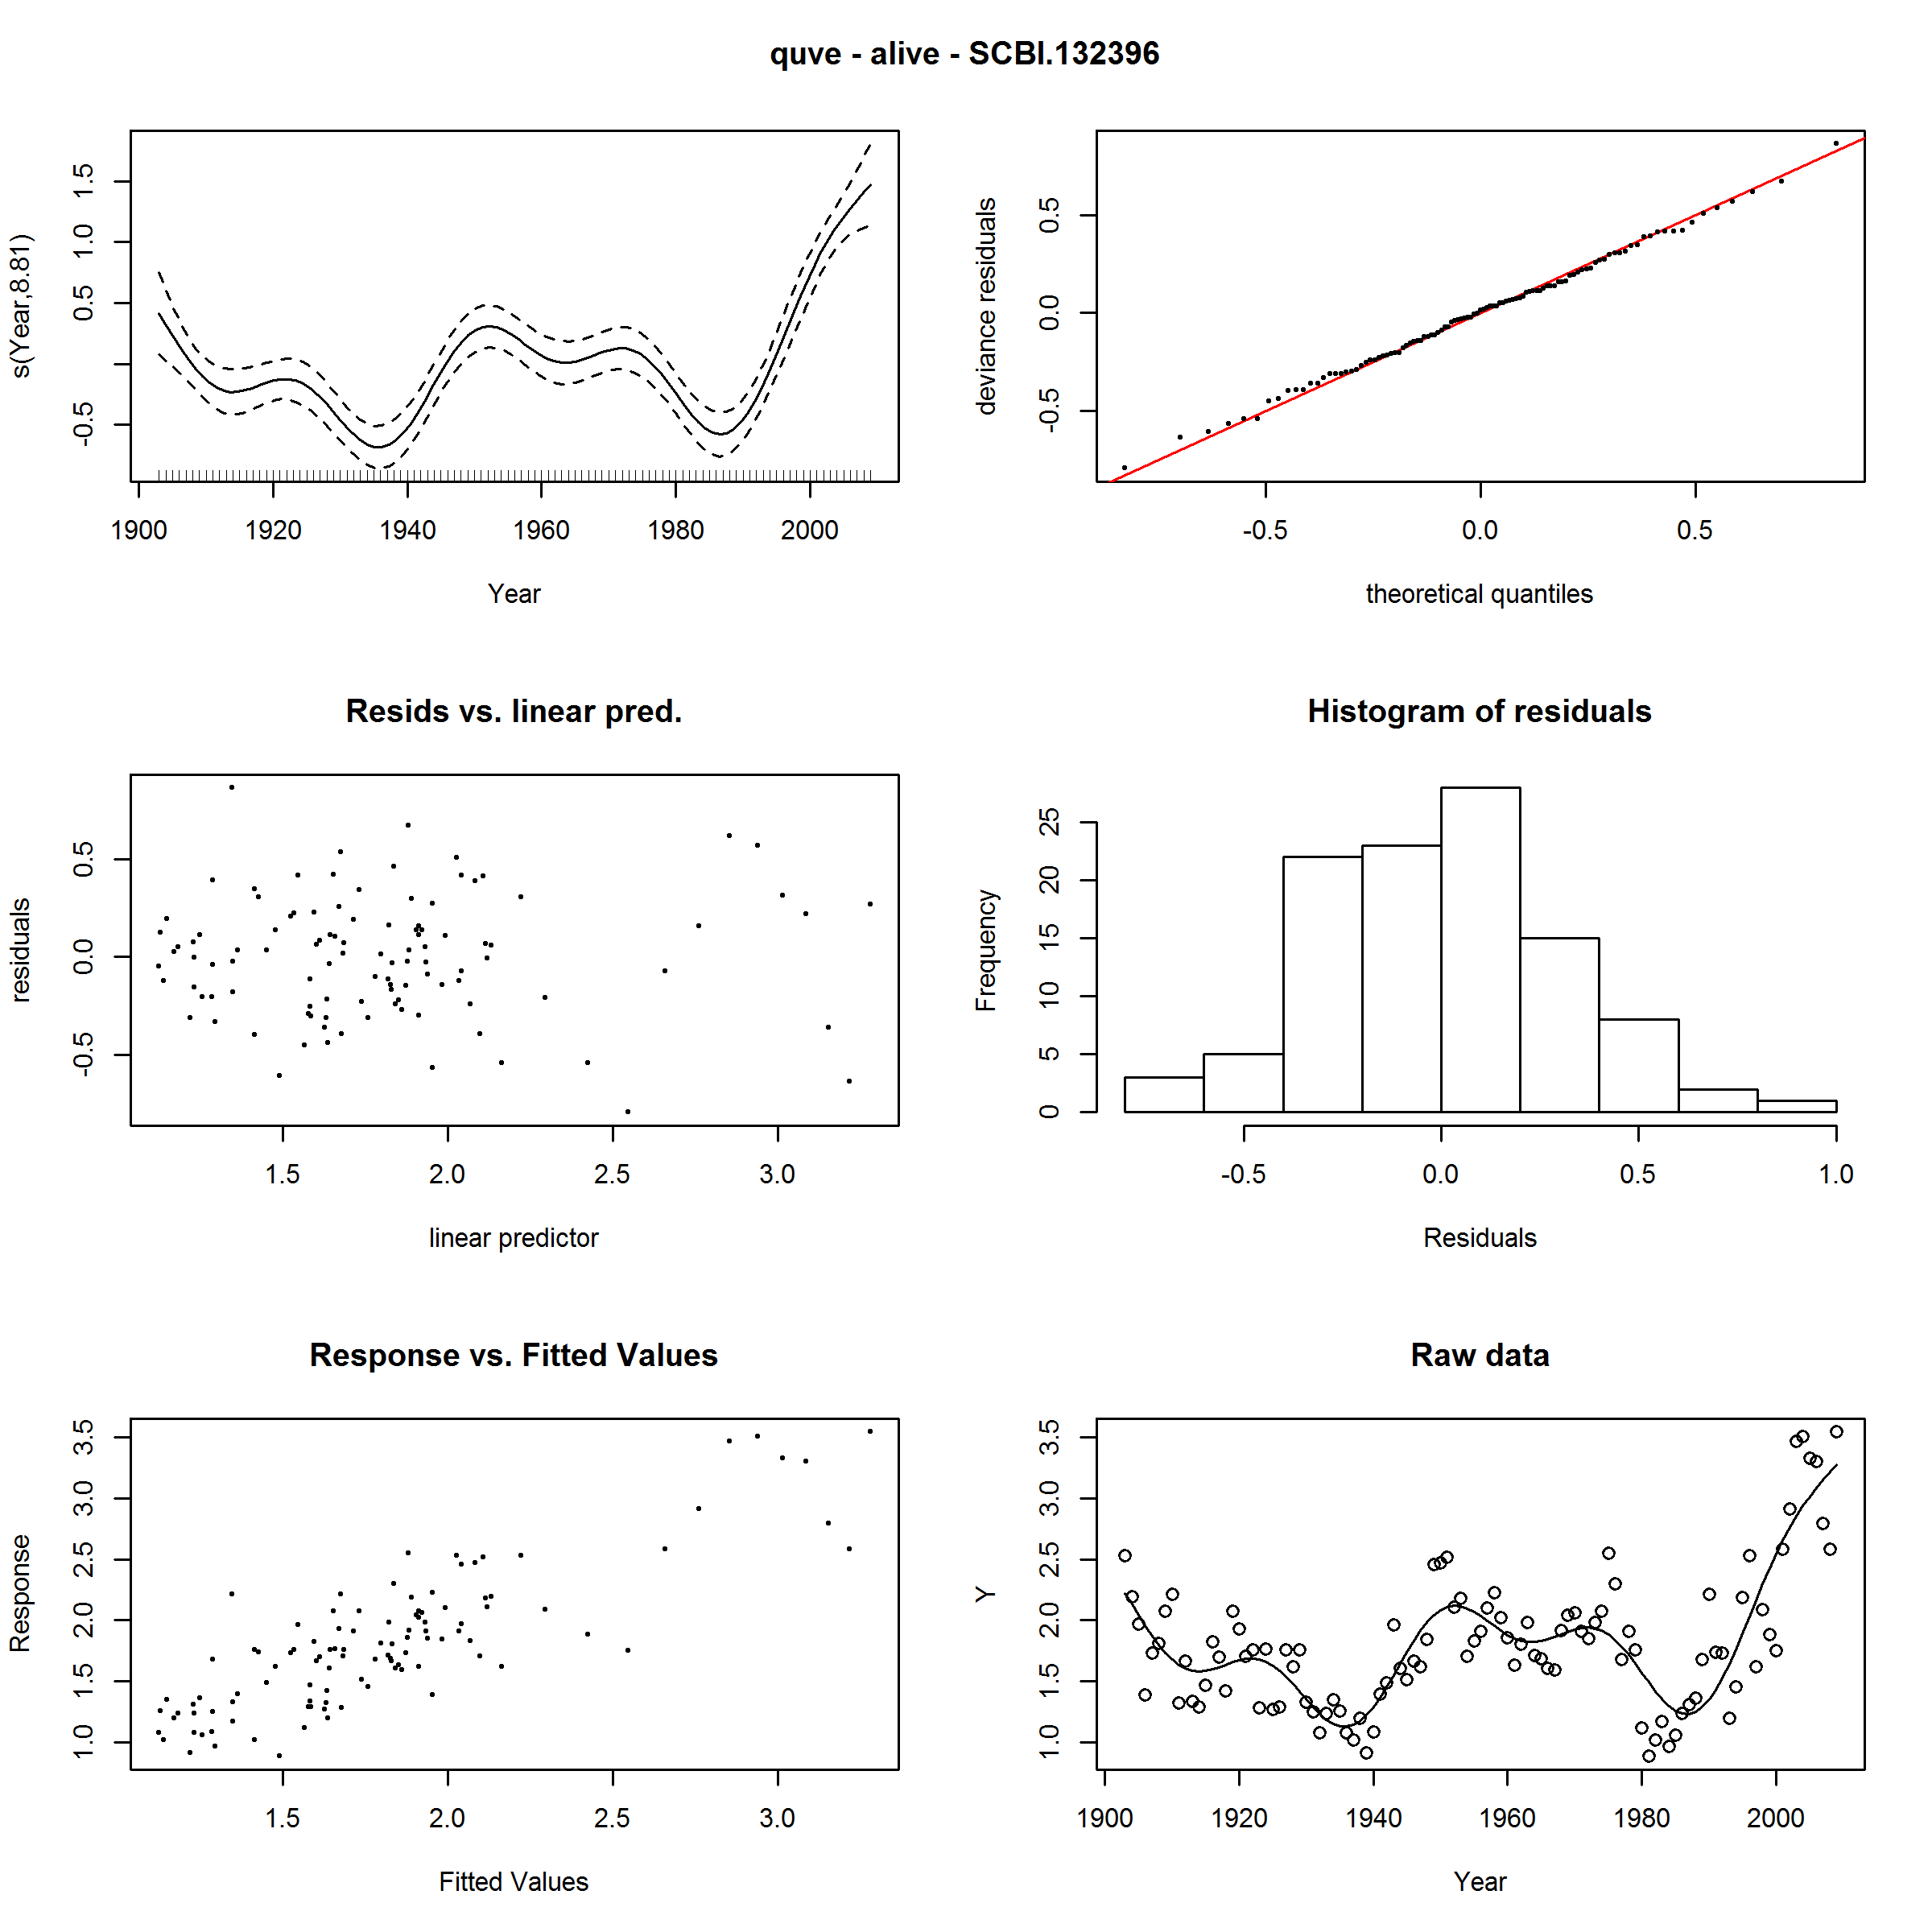 quve - alive - SCBI.132396
s(Year,8.81)
-0.5 0.5 1.0 1.5
1900 1920 1940 1960 1980 2000
Year
deviance residuals
-0.5 0.0 0.5
-0.5 0.0 0.5
theoretical quantiles
Resids vs. linear pred.
residuals
-0.5 0.0 0.5
1.5 2.0 2.5 3.0
linear predictor
Histogram of residuals
Frequency
0 5 10 15 20 25
-0.5 0.0 0.5 1.0
Residuals
Response vs. Fitted Values
Response
1.0 1.5 2.0 2.5 3.0 3.5
1.5 2.0 2.5 3.0
Fitted Values
Raw data
Y
1.0 1.5 2.0 2.5 3.0 3.5
1900 1920 1940 1960 1980 2000
Year